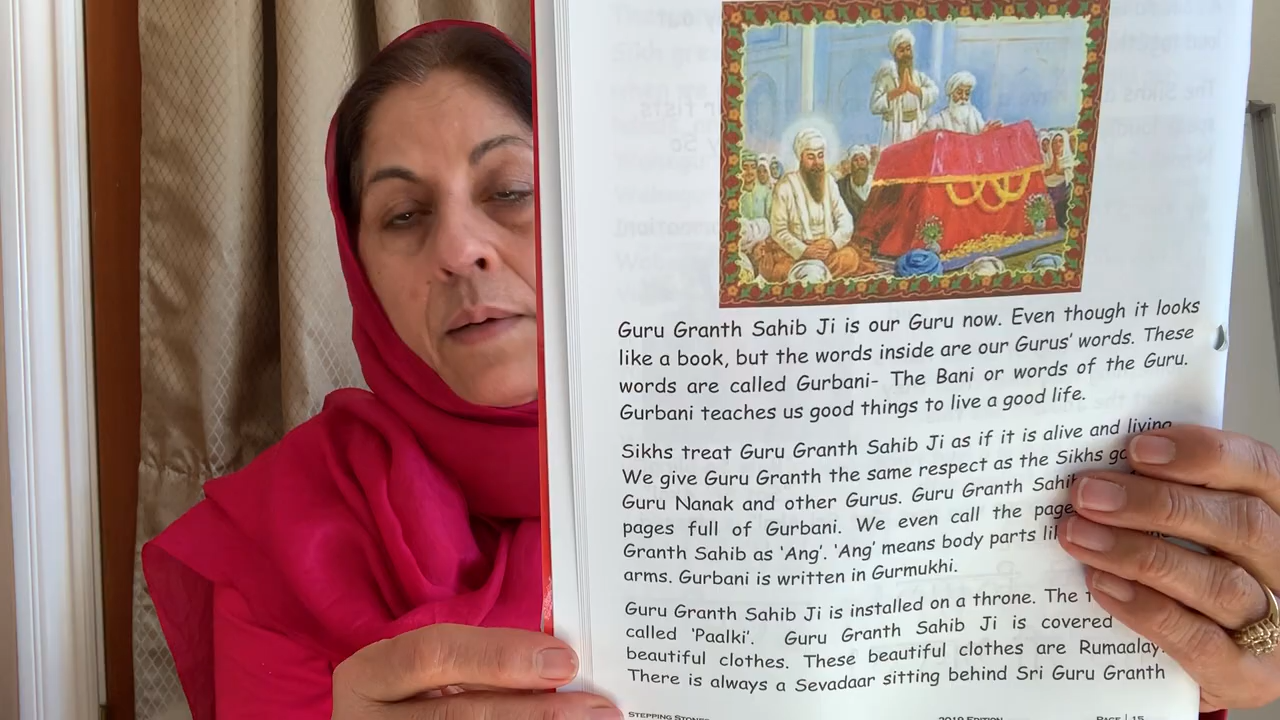 Guru Granth Sahib Ji is our Guru now. Even though it looks
like a book, but the words inside are our Gurus' words. These
words are called Gurbani- The Bani or words of the Guru.
Gurbani teaches us good things to live a good life.
Sikhs treat Guru Granth Sahib Ji as if it is alive and living
We give Guru Granth the same respect as the Sikhs
Guru Nanak and other Gurus. Guru Granth Sahib
pages full of Gurbani. We even call the
Granth Sahib as 'Ang'. 'Ang' means body parts
arms. Gurbani is written in Gurmukhi.
Guru Granth Sahib Ji is installed on a throne. The
called 'Paalki'. Guru Granth Sahib Ji is covered
beautiful clothes. These beautiful clothes are Rumaalay.
There is always a Sevadaar sitting behind Sri Guru Granth
STEPPING 2019 EDITION PAGE | 15